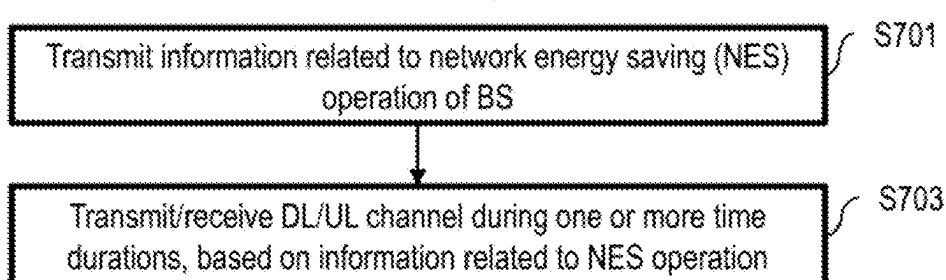 Transmit information related to network energy saving (NES)
operation of BS
S701
Transmit/receive DL/UL channel during one or more time
durations, based on information related to NES operation
S703